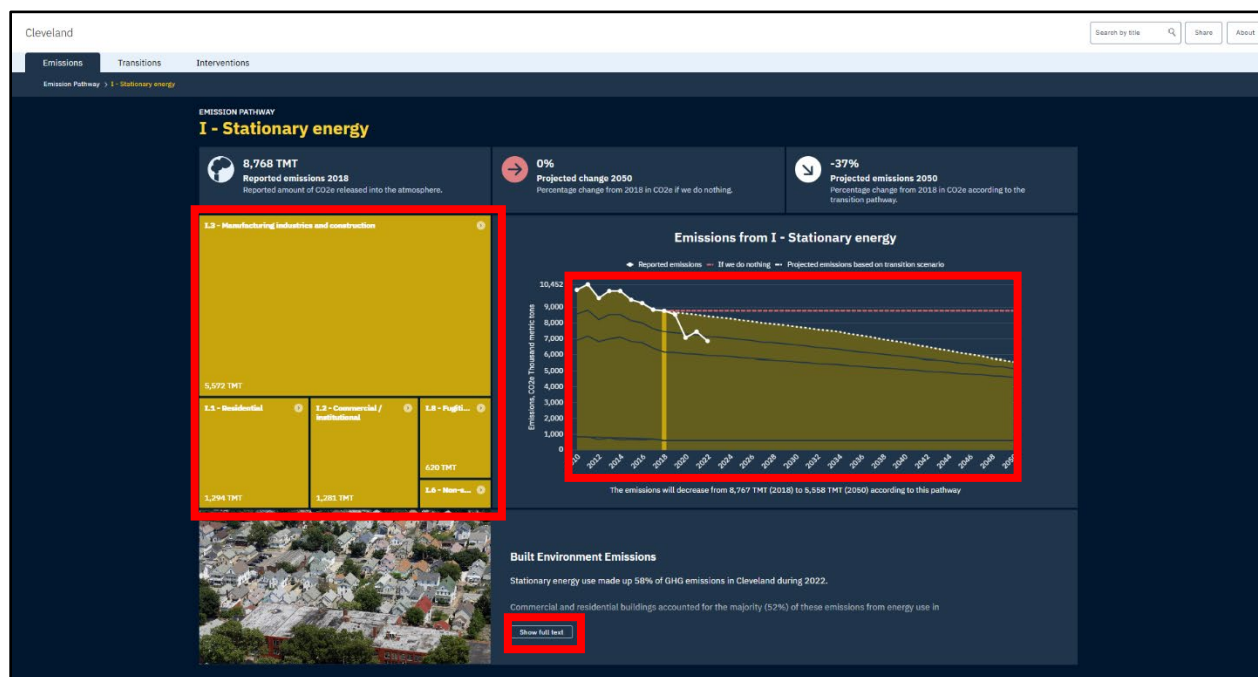 Cleveland
Search by title
Share
About
Emissions
Transitions
Interventions
Emission Pathway > I - Stationary energy
EMISSION PATHWAY
I - Stationary energy
8,768 TMT
Reported emissions 2018
Reported amount of CO2e released into the atmosphere.
0%
Projected change 2050
Percentage change from 2018 in CO2e if we do nothing.
-37%
Projected emissions 2050
Percentage change from 2018 in CO2e according to the
transition pathway.
I.3 - Manufacturing industries and construction
5,572 TMT
I.1 - Residential
1,294 TMT
I.2 - Commercial /
institutional
1,281 TMT
I.8 - Fugiti...
620 TMT
I.6 - Non-s...
Emissions from I - Stationary energy
Reported emissions
If we do nothing
Projected emissions based on transition scenario
Emissions, CO2e Thousand metric tons
10,452
9,000
8,000
7,000
6,000
5,000
4,000
3,000
2,000
1,000
0
2012 2014 2016 2018 2020 2022 2024 2026 2028 2030 2032 2034 2036 2038 2040 2042 2044 2046 2048
The emissions will decrease from 8,767 TMT (2018) to 5,558 TMT (2050) according to this pathway
Built Environment Emissions
Stationary energy use made up 58% of GHG emissions in Cleveland during 2022.
Commercial and residential buildings accounted for the majority (52%) of these emissions from energy use in
Show full text